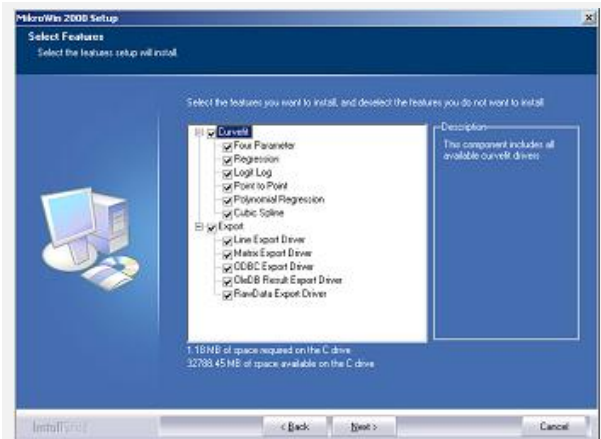 MikroWin 2000 Setup
Select Features
Select the features setup will install.
Select the features you want to install, and deselect the features you do not want to install.
Curvefit
Four Parameter
Regression
Logit Log
Point to Point
Polynomial Regression
Cubic Spline
Export
Line Export Driver
Matrix Export Driver
ODBC Export Driver
OleDB Result Export Driver
RawData Export Driver
Description
This component includes all
available curvefit drivers
1.18 MB of space required on the C drive
32788.45 MB of space available on the C drive
InstallShield
< Back
Next >
Cancel